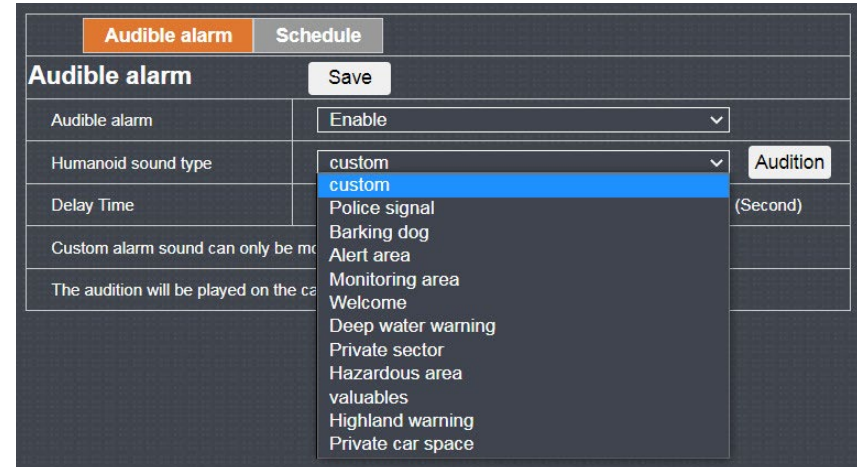 Audible alarm Schedule
Audible alarm Save
Audible alarm Enable
Humanoid sound type custom Audition
custom
Delay Time Police signal (Second)
Barking dog
Custom alarm sound can only be Alert area
Monitoring area
The audition will be played on the Welcome
Deep water warning
Private sector
Hazardous area
valuables
Highland warning
Private car space